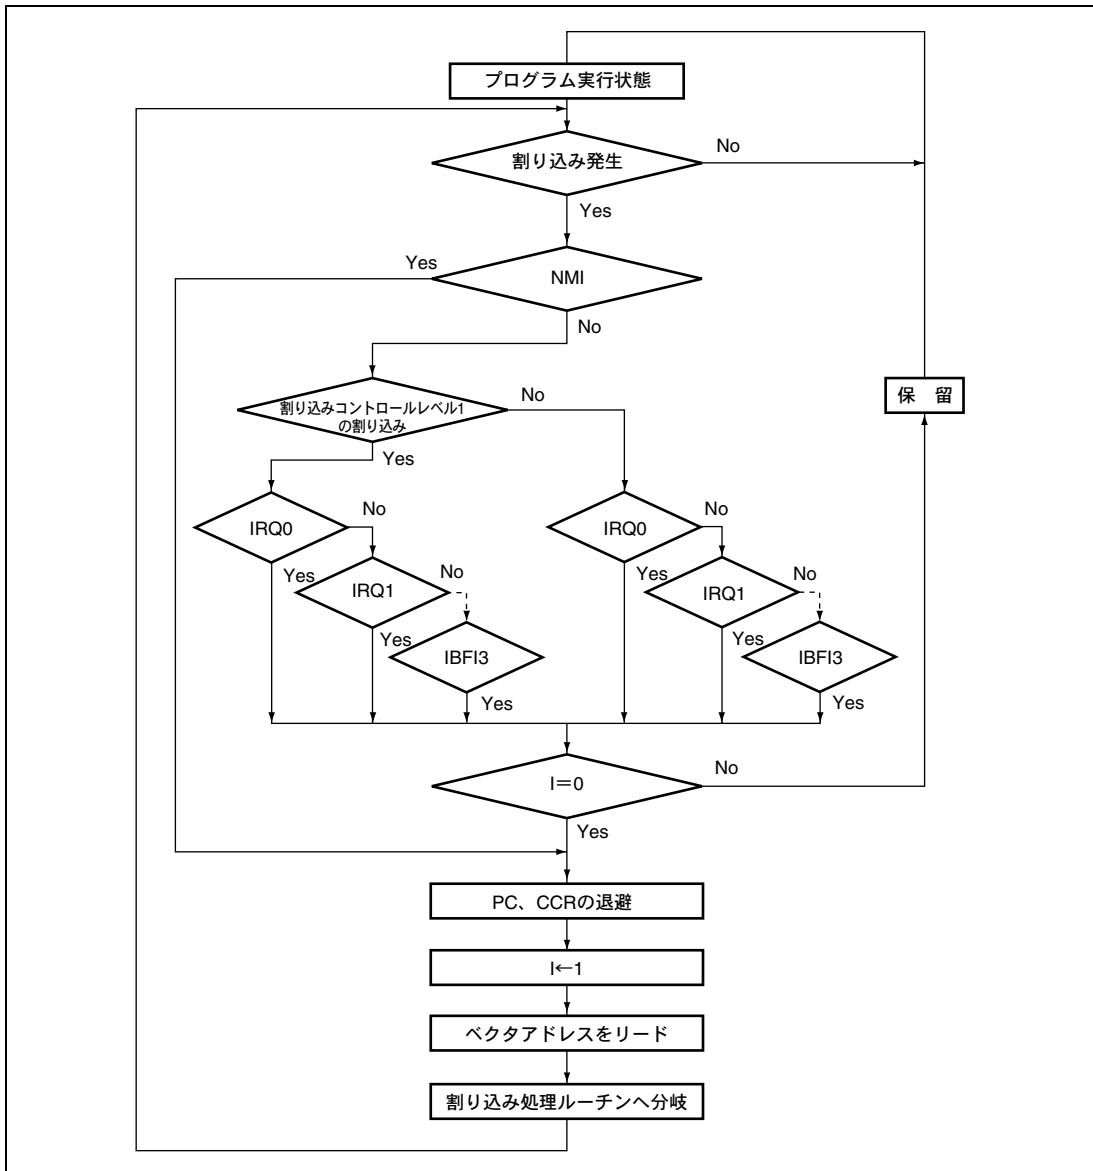 プログラム実行状態
割り込み発生
No
Yes
Yes
NMI
No
割り込みコントロールレベル1
の割り込み
No
Yes
保 留
IRQ0
No
Yes
IRQ1
No
Yes
IBFI3
Yes
IRQ0
No
Yes
IRQ1
No
Yes
IBFI3
Yes
I=0
No
Yes
PC、CCRの退避
I←1
ベクタアドレスをリード
割り込み処理ルーチンへ分岐